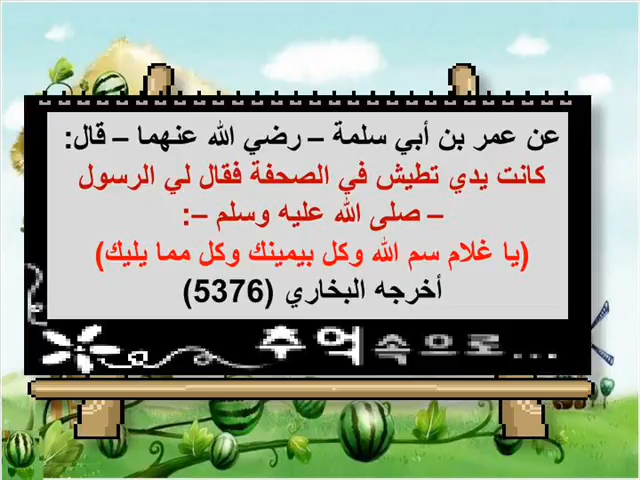 عن عمر بن أبي سلمة – رضي الله عنهما – قال:
كانت يدي تطيش في الصحفة فقال لي الرسول
– صلى الله عليه وسلم –:
(يا غلام سم الله وكل بيمينك وكل مما يليك)
أخرجه البخاري (5376)
추억속으로...